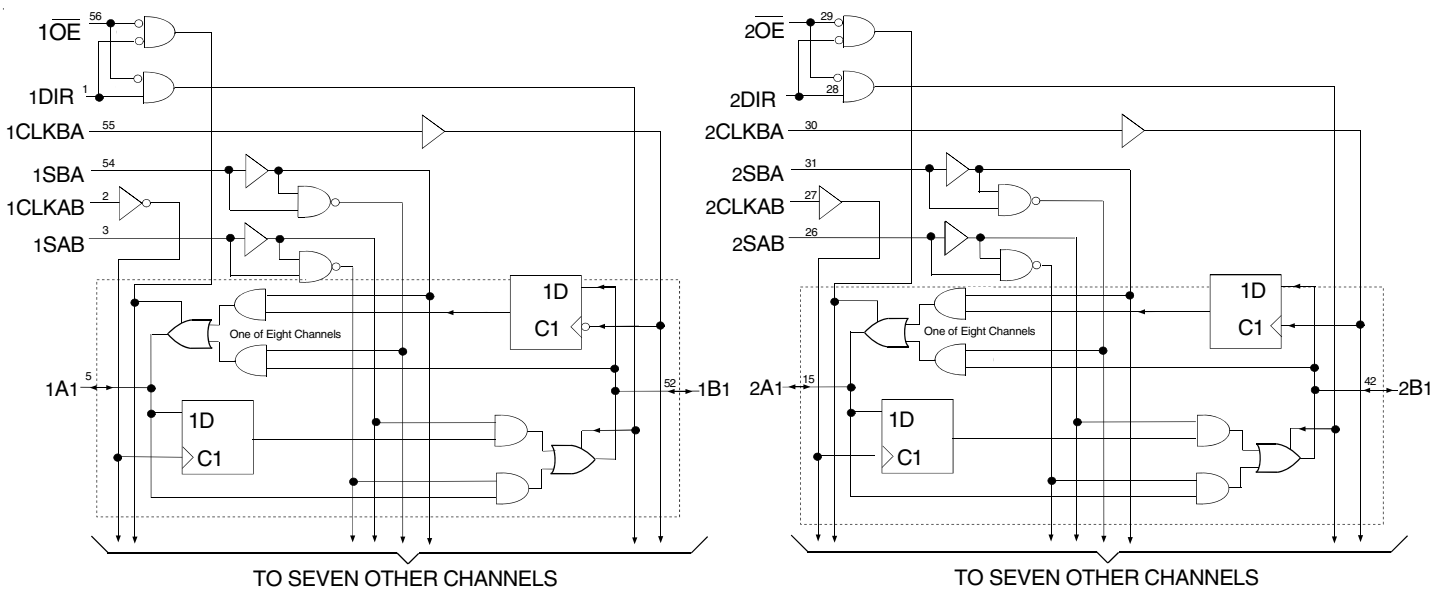 56
1OE
1DIR 1
1CLKBA 55
1SBA 54
1CLKAB 2
1SAB 3
1D
C1
One of Eight Channels
1A1 5
52 1B1
1D
C1
TO SEVEN OTHER CHANNELS
29
2OE
28
2DIR
2CLKBA 30
2SBA 31
2CLKAB 27
2SAB 26
1D
C1
One of Eight Channels
2A1 15
42 2B1
1D
C1
TO SEVEN OTHER CHANNELS